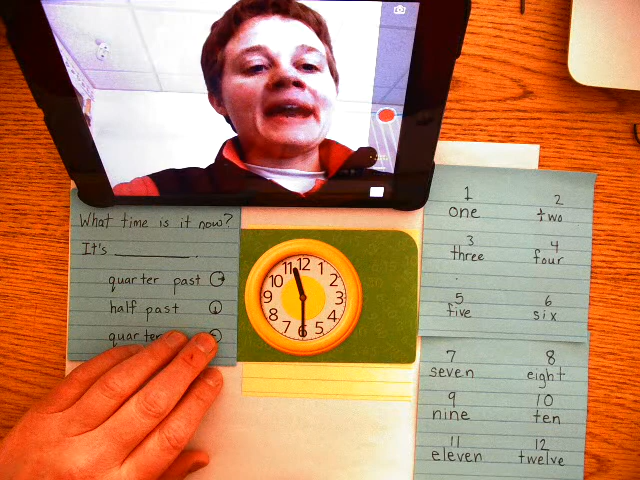 What time is it now?
It's ________.
quarter past
half past
quarter
12
1
2
3
4
5
6
7
8
9
10
11
1 2
one two
3 4
three four
5 6
five six
7 8
seven eight
9 10
nine ten
11 12
eleven twelve